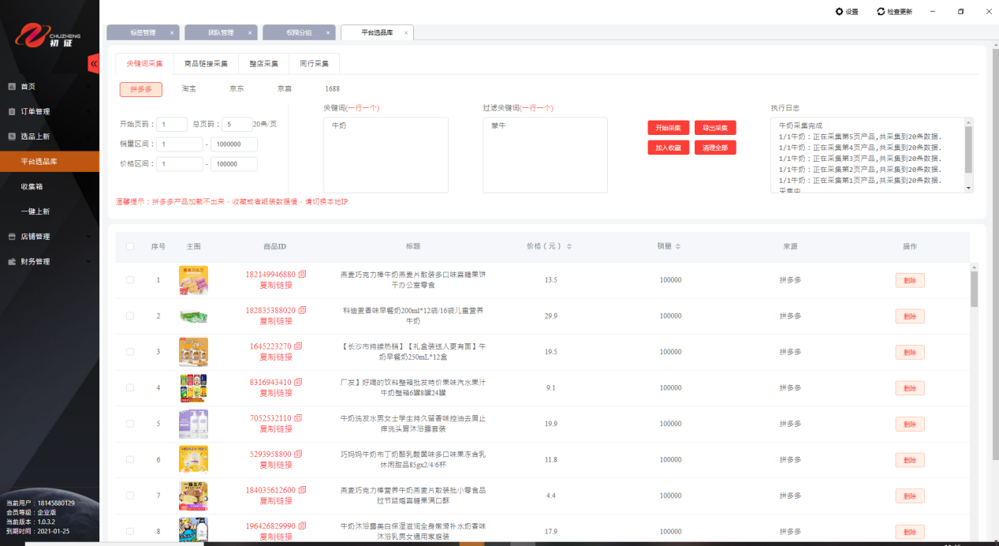 设置
检查更新
CHUZHENG
初证
标签管理 ×
团队管理 ×
权限分组 ×
平台选品库 ×
首页
订单管理
选品上新
平台选品库
收集箱
一键上新
店铺管理
财务管理
当前用户：18145880129
会员等级：企业版
当前版本：1.0.3.2
到期时间：2021-01-25
关键词采集 商品链接采集 整店采集 同行采集
拼多多 淘宝 京东 京喜 1688
开始页码： 1 总页码： 5 20条/页
销量区间： 1 - 1000000
价格区间： 1 - 100000
关键词(一行一个)
牛奶
过滤关键词(一行一个)
蒙牛
开始采集 导出采集
加入收藏 清理全部
执行日志
牛奶采集完成
1/1牛奶：正在采集第5页产品,共采集到20条数据.
1/1牛奶：正在采集第4页产品,共采集到20条数据.
1/1牛奶：正在采集第3页产品,共采集到20条数据.
1/1牛奶：正在采集第2页产品,共采集到20条数据.
1/1牛奶：正在采集第1页产品,共采集到20条数据.
采集中
温馨提示：拼多多产品加载不出来，收藏或者组装数据慢，请切换本地IP
序号 主图 商品ID 标题 价格（元） 销量 来源 操作
1 182149946880 复制链接 燕麦巧克力棒牛奶燕麦片散装多口味喜糖果饼
干办公室零食 13.5 100000 拼多多 删除
2 182835388020 复制链接 科迪麦香味早餐奶200ml*12袋/16袋儿童营养
牛奶 29.9 100000 拼多多 删除
3 1645223270 复制链接 【长沙市持续热销】【礼盒装送人更有面】牛
奶早餐奶250mL*12盒 19.5 100000 拼多多 删除
4 8316943410 复制链接 厂发】好喝的饮料整箱批发特价果味汽水果汁
牛奶整箱6罐8罐24罐 9.1 100000 拼多多 删除
5 7052532110 复制链接 牛奶洗发水男女士学生持久留香味控油去屑止
痒洗头膏沐浴露套装 19.9 100000 拼多多 删除
6 5293958800 复制链接 巧妈妈牛奶布丁奶酪乳酸菌味多口味果冻含乳
休闲甜品85gx2/4/6杯 11.8 100000 拼多多 删除
7 184035612600 复制链接 燕麦巧克力棒营养牛奶燕麦片散装批小零食品
过节结婚喜糖果满口酥 4.4 100000 拼多多 删除
8 196426829990 复制链接 牛奶沐浴露美白保湿滋润全身嫩滑补水奶香味
沐浴乳男女通用家庭装 17.9 100000 拼多多 删除